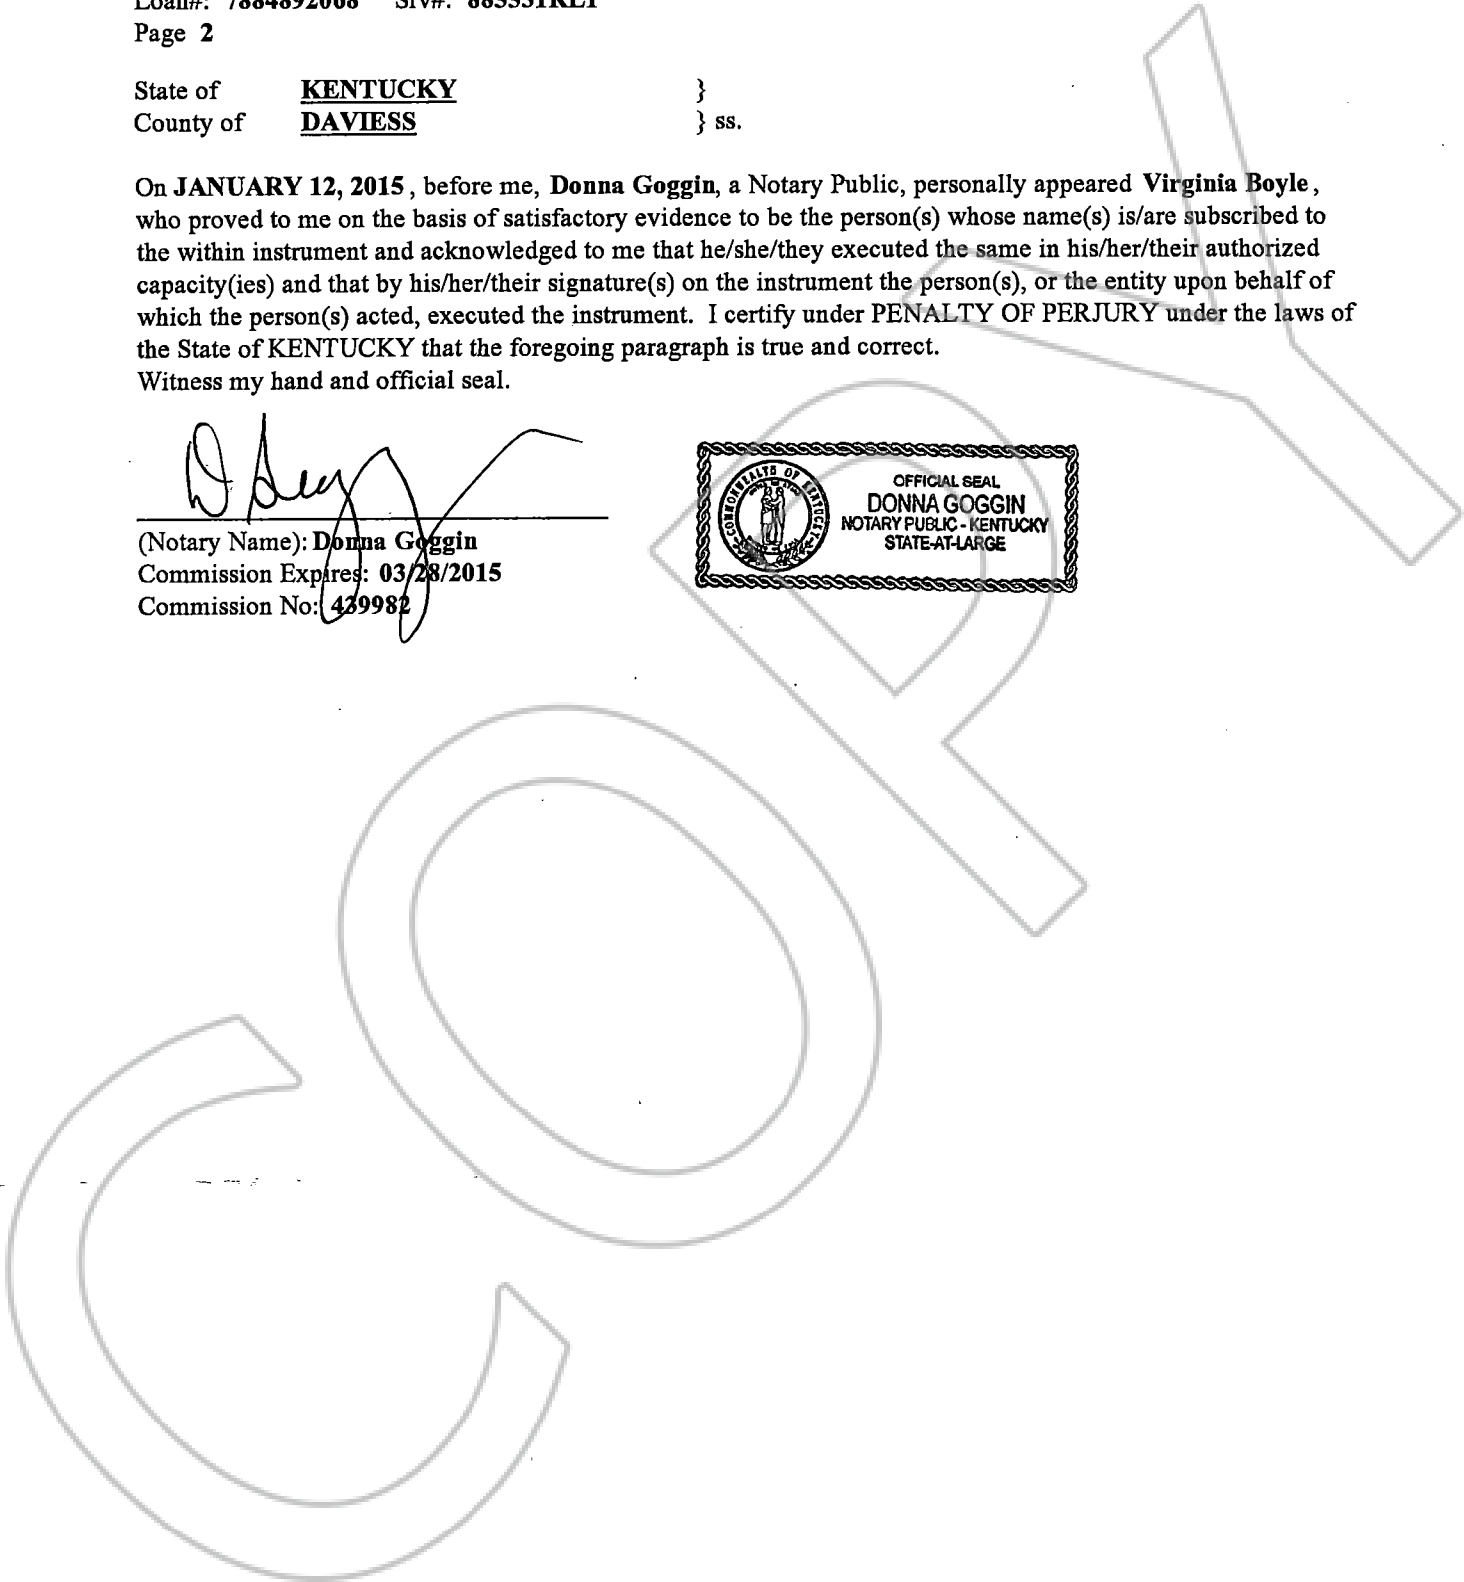 Page 2
State of KENTUCKY }
County of DAVIESS } ss.
On JANUARY 12, 2015, before me, Donna Goggin, a Notary Public, personally appeared Virginia Boyle,
who proved to me on the basis of satisfactory evidence to be the person(s) whose name(s) is/are subscribed to
the within instrument and acknowledged to me that he/she/they executed the same in his/her/their authorized
capacity(ies) and that by his/her/their signature(s) on the instrument the person(s), or the entity upon behalf of
which the person(s) acted, executed the instrument. I certify under PENALTY OF PERJURY under the laws of
the State of KENTUCKY that the foregoing paragraph is true and correct.
Witness my hand and official seal.
(Notary Name): Donna Goggin
Commission Expires: 03/28/2015
Commission No: 439982
COMMONWEALTH OF KENTUCKY
OFFICIAL SEAL
DONNA GOGGIN
NOTARY PUBLIC - KENTUCKY
STATE-AT-LARGE
COPY